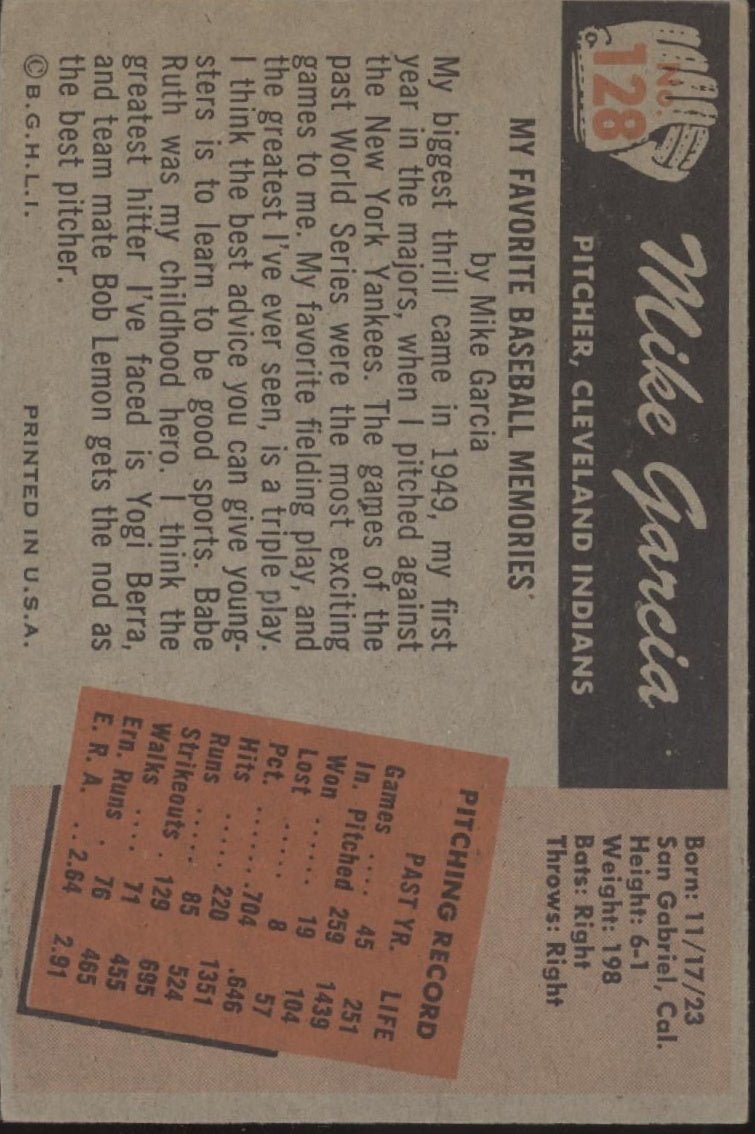 No.
128
Mike Garcia
PITCHER, CLEVELAND INDIANS
Born: 11/17/23
San Gabriel, Cal.
Height: 6-1
Weight: 198
Bats: Right
Throws: Right
MY FAVORITE BASEBALL MEMORIES
by Mike Garcia
My biggest thrill came in 1949, my first
year in the majors, when I pitched against
the New York Yankees. The games of the
past World Series were the most exciting
games to me. My favorite fielding play, and
the greatest I've ever seen, is a triple play.
I think the best advice you can give young-
sters is to learn to be good sports. Babe
Ruth was my childhood hero. I think the
greatest hitter I've faced is Yogi Berra,
and team mate Bob Lemon gets the nod as
the best pitcher.
© B.G.H.L.I. PRINTED IN U.S.A.
PITCHING RECORD
PAST YR. LIFE
Games .... 45 251
In. Pitched 259 1439
Won ...... 19 104
Lost ...... 8 57
Pct. .......704 .646
Hits ...... 220 1351
Runs ..... 85 524
Strikeouts . 129 695
Walks .... 71 455
Ern. Runs . 76 465
E. R. A. .. 2.64 2.91